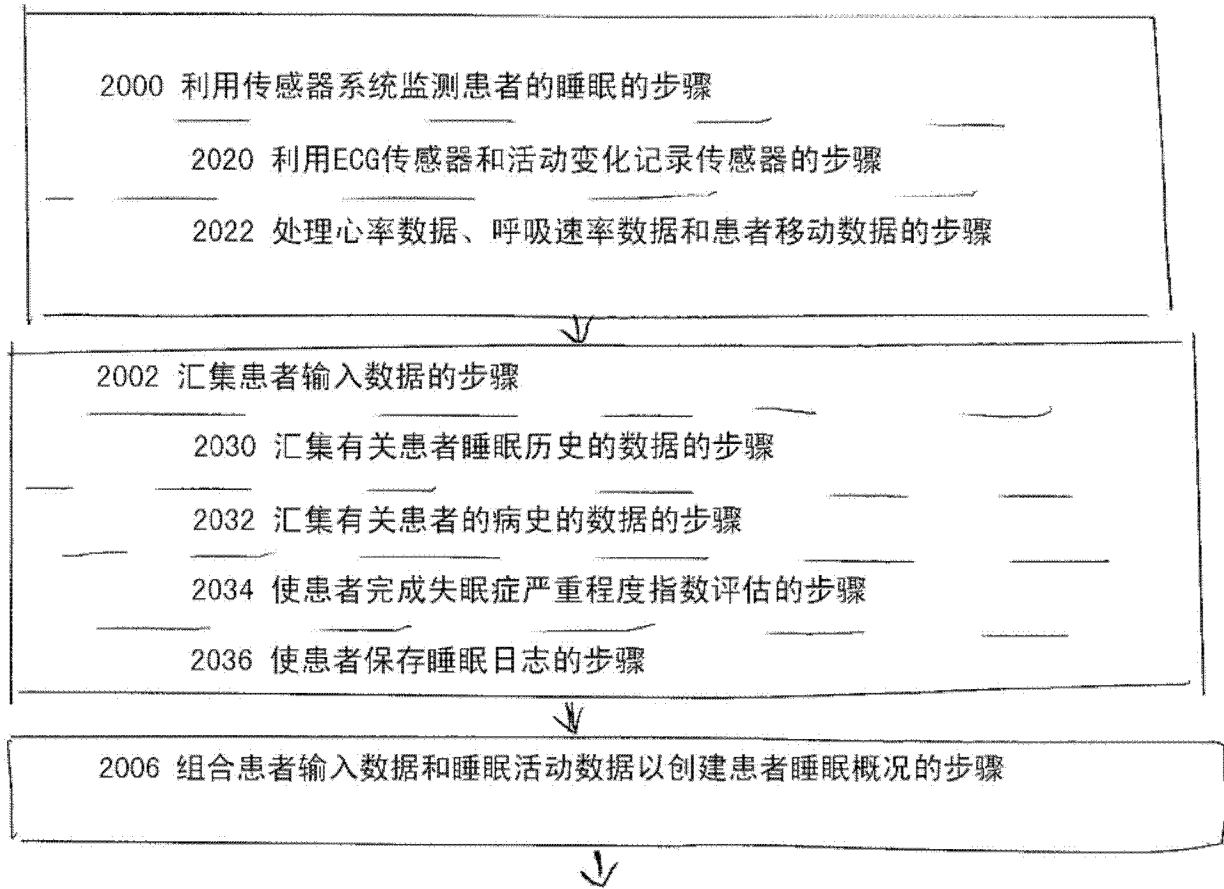 2000 利用传感器系统监测患者的睡眠的步骤
2020 利用ECG传感器和活动变化记录传感器的步骤
2022 处理心率数据、呼吸速率数据和患者移动数据的步骤
2002 汇集患者输入数据的步骤
2030 汇集有关患者睡眠历史的数据的步骤
2032 汇集有关患者的病史的数据的步骤
2034 使患者完成失眠症严重程度指数评估的步骤
2036 使患者保存睡眠日志的步骤
2006 组合患者输入数据和睡眠活动数据以创建患者睡眠概况的步骤